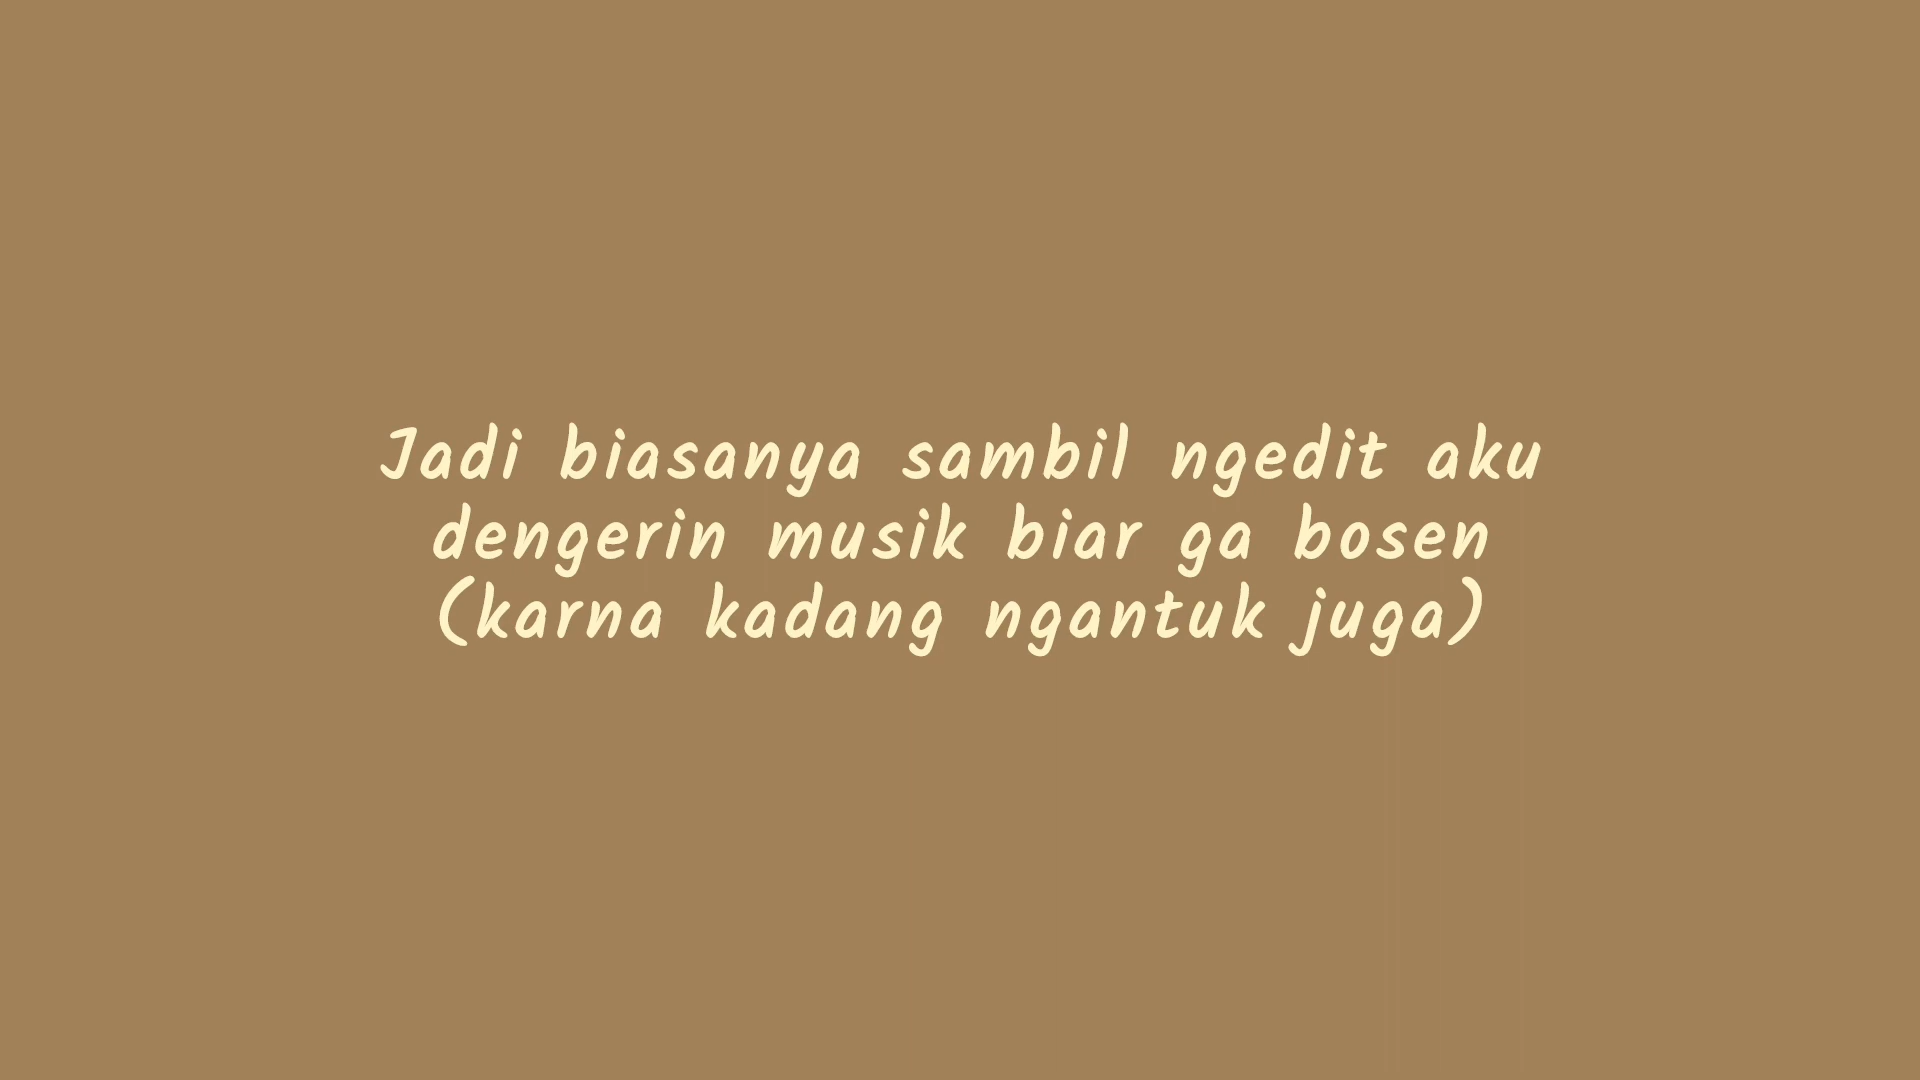 Jadi biasanya sambil ngedit aku
dengerin musik biar ga bosen
(karna kadang ngantuk juga)